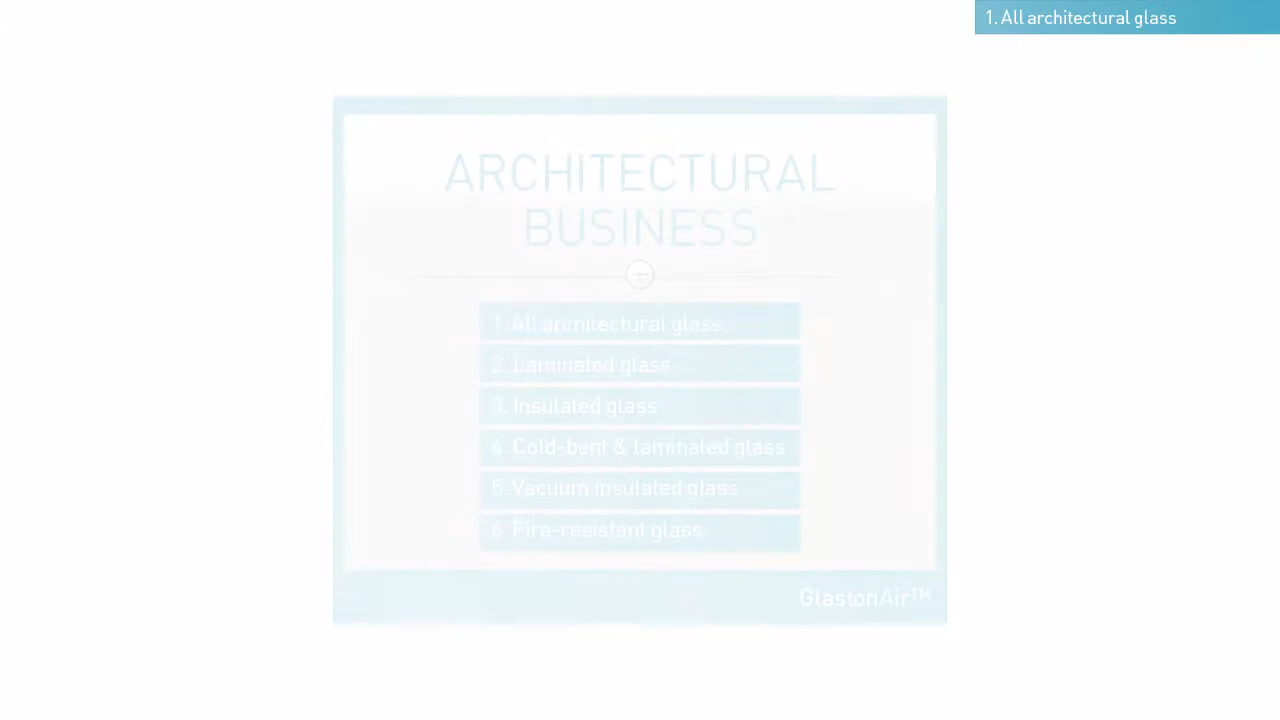 1. All architectural glass
ARCHITECTURAL
BUSINESS
1. All architectural glass
2. Laminated glass
3. Insulated glass
4. Cold-bent & laminated glass
5. Vacuum insulated glass
6. Fire-resistant glass
GlastonAir™